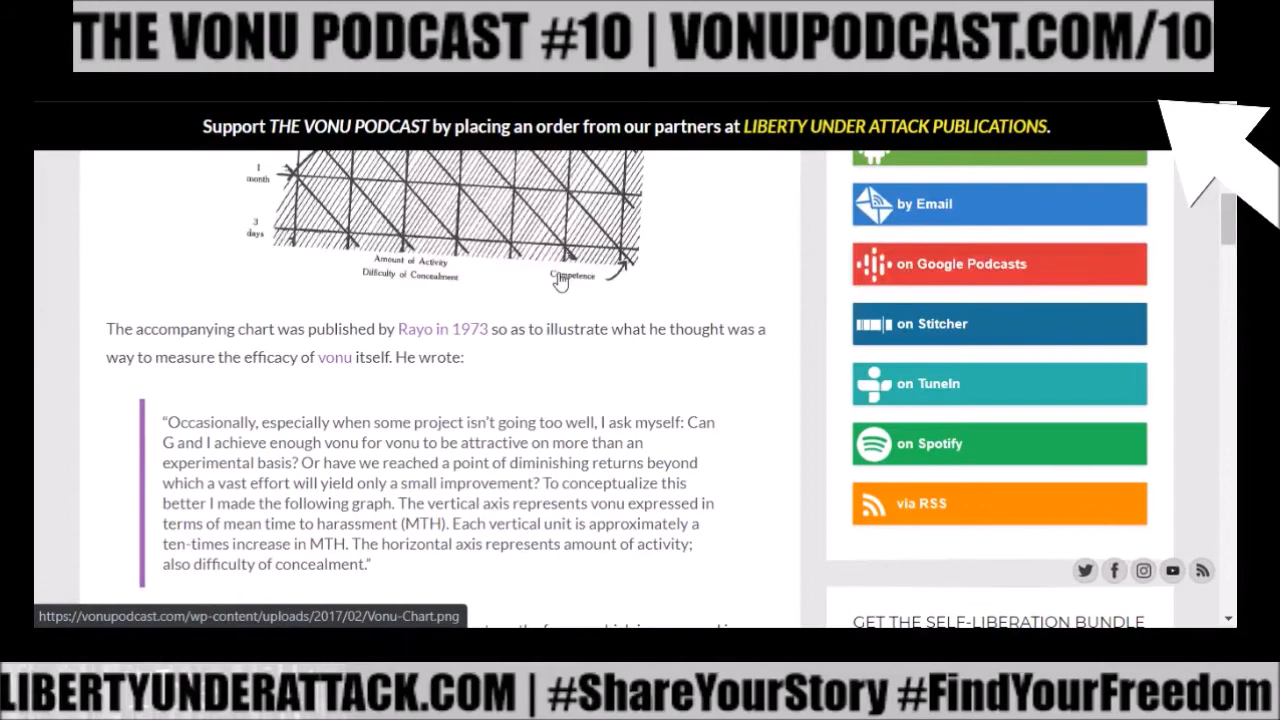 THE VONU PODCAST #10 | VONUPODCAST.COM/10
Support THE VONU PODCAST by placing an order from our partners at LIBERTY UNDER ATTACK PUBLICATIONS.
1
month
3
days
Amount of Activity
Difficulty of Concealment
Competence
The accompanying chart was published by Rayo in 1973 so as to illustrate what he thought was a
way to measure the efficacy of vonu itself. He wrote:
“Occasionally, especially when some project isn’t going too well, I ask myself: Can
G and I achieve enough vonu for vonu to be attractive on more than an
experimental basis? Or have we reached a point of diminishing returns beyond
which a vast effort will yield only a small improvement? To conceptualize this
better I made the following graph. The vertical axis represents vonu expressed in
terms of mean time to harassment (MTH). Each vertical unit is approximately a
ten-times increase in MTH. The horizontal axis represents amount of activity;
also difficulty of concealment.”
by Email
on Google Podcasts
on Stitcher
on TuneIn
on Spotify
via RSS
GET THE SELF-LIBERATION BUNDLE
https://vonupodcast.com/wp-content/uploads/2017/02/Vonu-Chart.png
LIBERTYUNDERATTACK.COM | #ShareYourStory #FindYourFreedom